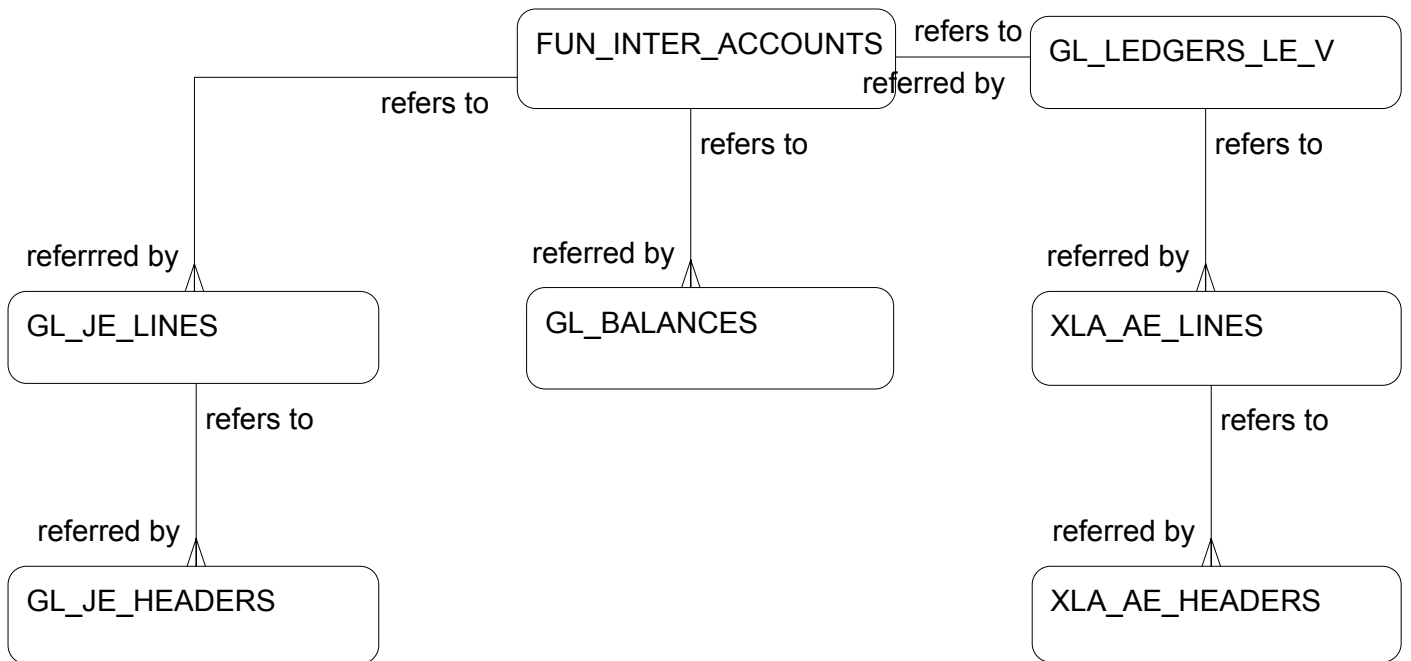 FUN_INTER_ACCOUNTS
refers to
GL_LEDGERS_LE_V
referred by
refers to
refers to
refers to
referrred by
referred by
referred by
GL_JE_LINES
GL_BALANCES
XLA_AE_LINES
refers to
refers to
referred by
referred by
GL_JE_HEADERS
XLA_AE_HEADERS